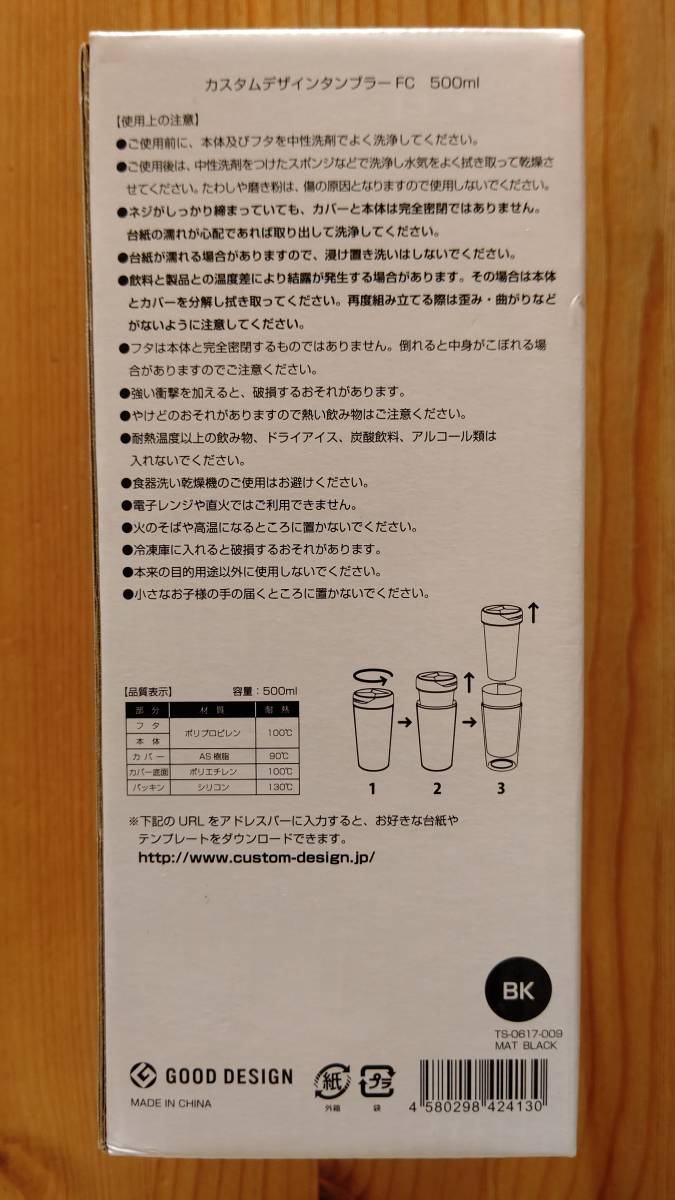 カスタムデザインタンブラー FC　500ml
【使用上の注意】
●ご使用前に、本体及びフタを中性洗剤でよく洗浄してください。
●ご使用後は、中性洗剤をつけたスポンジなどで洗浄し水気をよく拭き取って乾燥さ
せてください。たわしや磨き粉は、傷の原因となりますので使用しないでください。
●ネジがしっかり締まっていても、カバーと本体は完全密閉ではありません。
台紙の濡れが心配であれば取り出して洗浄してください。
●台紙が濡れる場合がありますので、浸け置き洗いはしないでください。
●飲料と製品との温度差により結露が発生する場合があります。その場合は本体
とカバーを分解し拭き取ってください。再度組み立てる際は歪み・曲がりなど
がないように注意してください。
●フタは本体と完全密閉するものではありません。倒れると中身がこぼれる場
合がありますのでご注意ください。
●強い衝撃を加えると、破損するおそれがあります。
●やけどのおそれがありますので熱い飲み物はご注意ください。
●耐熱温度以上の飲み物、ドライアイス、炭酸飲料、アルコール類は
入れないでください。
●食器洗い乾燥機のご使用はお避けください。
●電子レンジや直火ではご利用できません。
●火のそばや高温になるところに置かないでください。
●冷凍庫に入れると破損するおそれがあります。
●本来の目的用途以外に使用しないでください。
●小さなお子様の手の届くところに置かないでください。
【品質表示】　容量：500ml
部 分　材 質　耐 熱
フ タ
本 体　ポリプロピレン　100℃
カ バ ー　AS 樹脂　90℃
カバー底面　ポリエチレン　100℃
パッキン　シリコン　130℃
1　2　3
※下記の URL をアドレスバーに入力すると、お好きな台紙や
テンプレートをダウンロードできます。
http://www.custom-design.jp/
BK
TS-0617-009
MAT BLACK
GOOD DESIGN
MADE IN CHINA
紙
外箱
プラ
袋
4 580298 424130